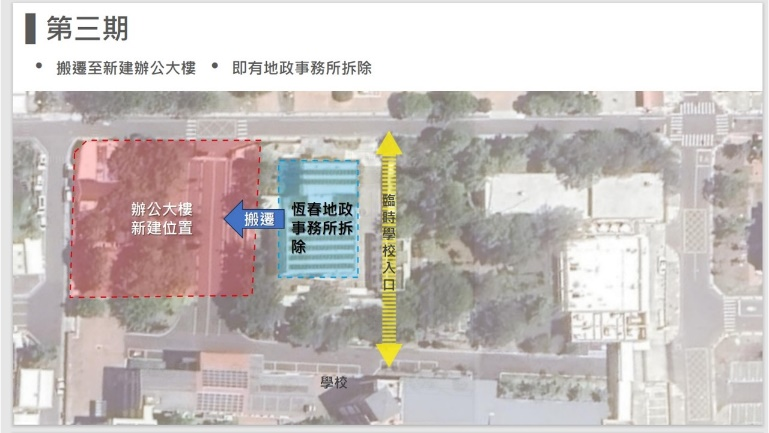 第三期
• 搬遷至新建辦公大樓 • 即有地政事務所拆除
辦公大樓
新建位置
搬遷
恆春地政
事務所拆
除
臨時學校入口
學校